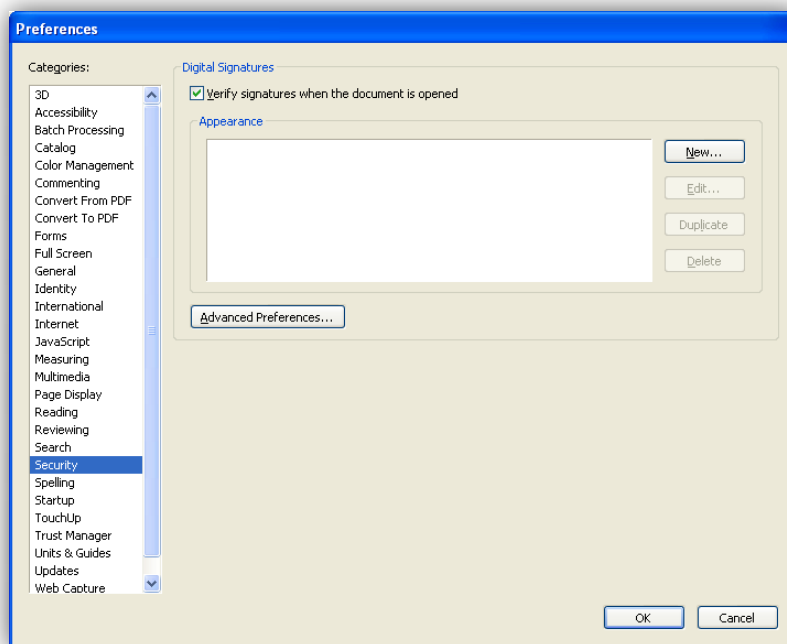 Preferences
Categories:
3D
Accessibility
Batch Processing
Catalog
Color Management
Commenting
Convert From PDF
Convert To PDF
Forms
Full Screen
General
Identity
International
Internet
JavaScript
Measuring
Multimedia
Page Display
Reading
Reviewing
Search
Security
Spelling
Startup
TouchUp
Trust Manager
Units & Guides
Updates
Web Capture
Digital Signatures
Verify signatures when the document is opened
Appearance
New...
Edit...
Duplicate
Delete
Advanced Preferences...
OK
Cancel